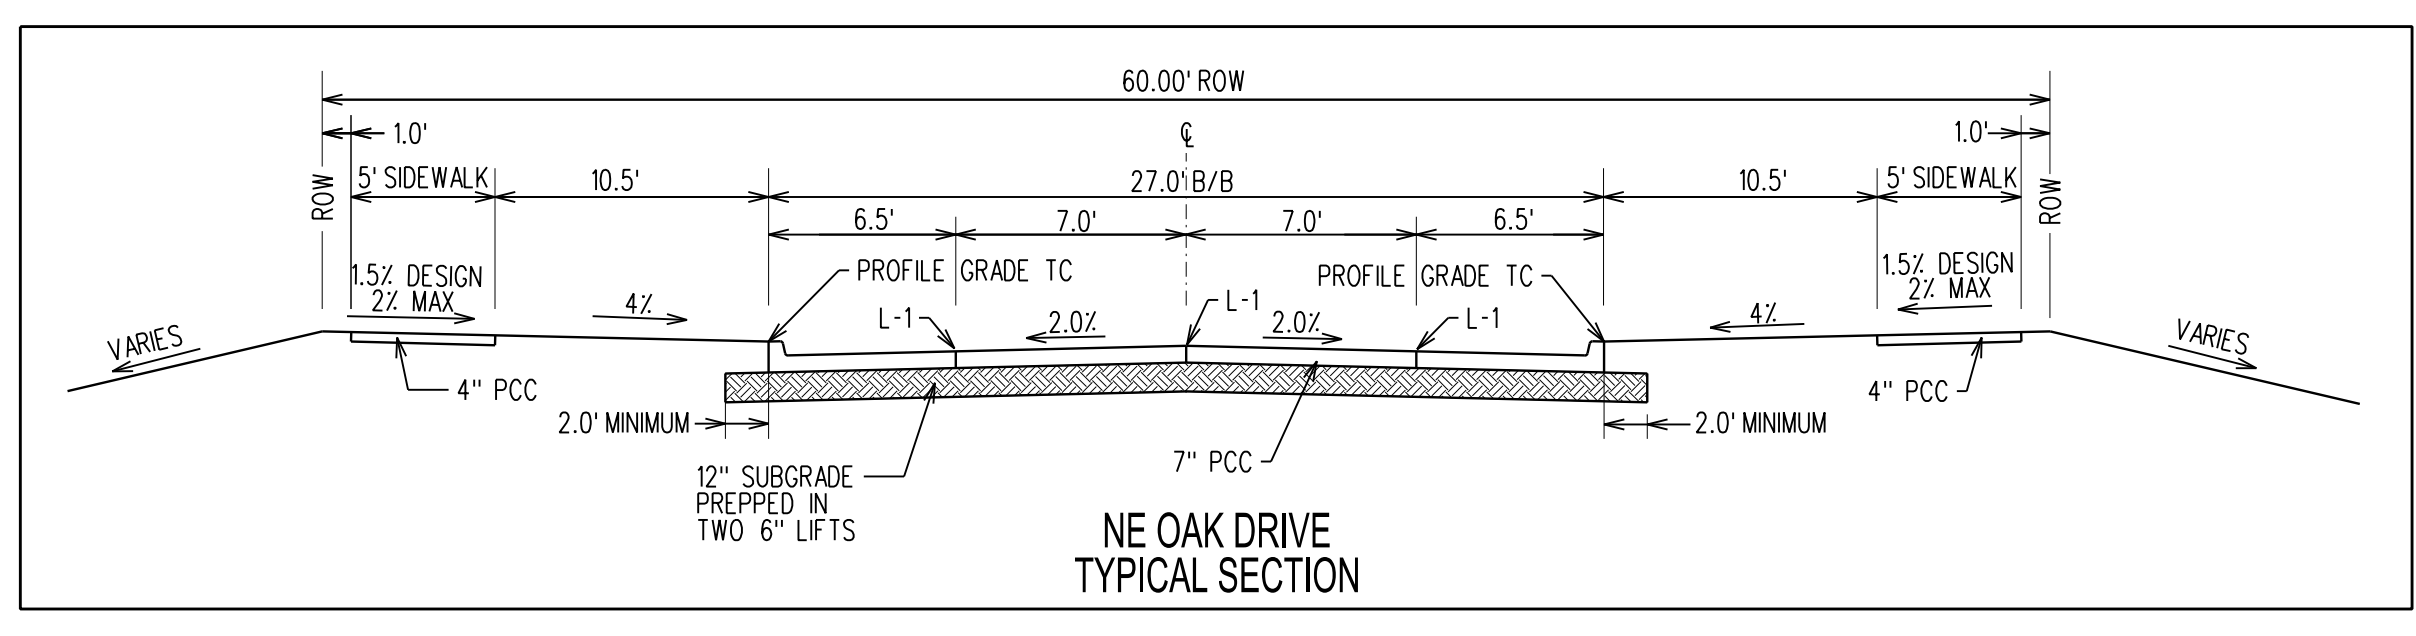 60.00' ROW
1.0'
℄
1.0'
ROW
5' SIDEWALK
10.5'
27.0' B/B
10.5'
5' SIDEWALK
ROW
6.5'
7.0'
7.0'
6.5'
1.5% DESIGN
2% MAX
4%
PROFILE GRADE TC
PROFILE GRADE TC
1.5% DESIGN
2% MAX
4%
L-1
L-1
L-1
2.0%
2.0%
VARIES
VARIES
4" PCC
4" PCC
2.0' MINIMUM
2.0' MINIMUM
7" PCC
12" SUBGRADE
PREPPED IN
TWO 6" LIFTS
NE OAK DRIVE
TYPICAL SECTION